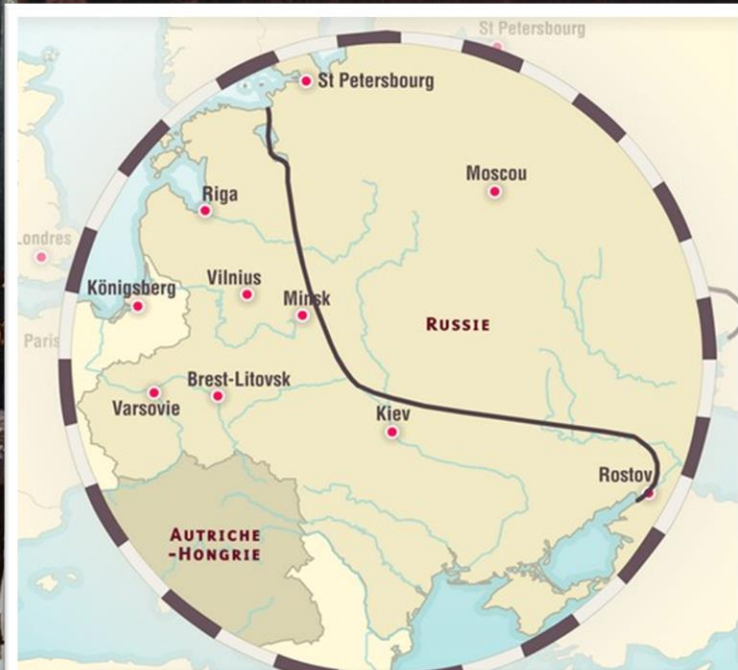 St Petersbourg
St Petersbourg
Moscou
Riga
Londres
Vilnius
Königsberg
Minsk
RUSSIE
Paris
Brest-Litovsk
Varsovie
Kiev
Rostov
AUTRICHE
-HONGRIE